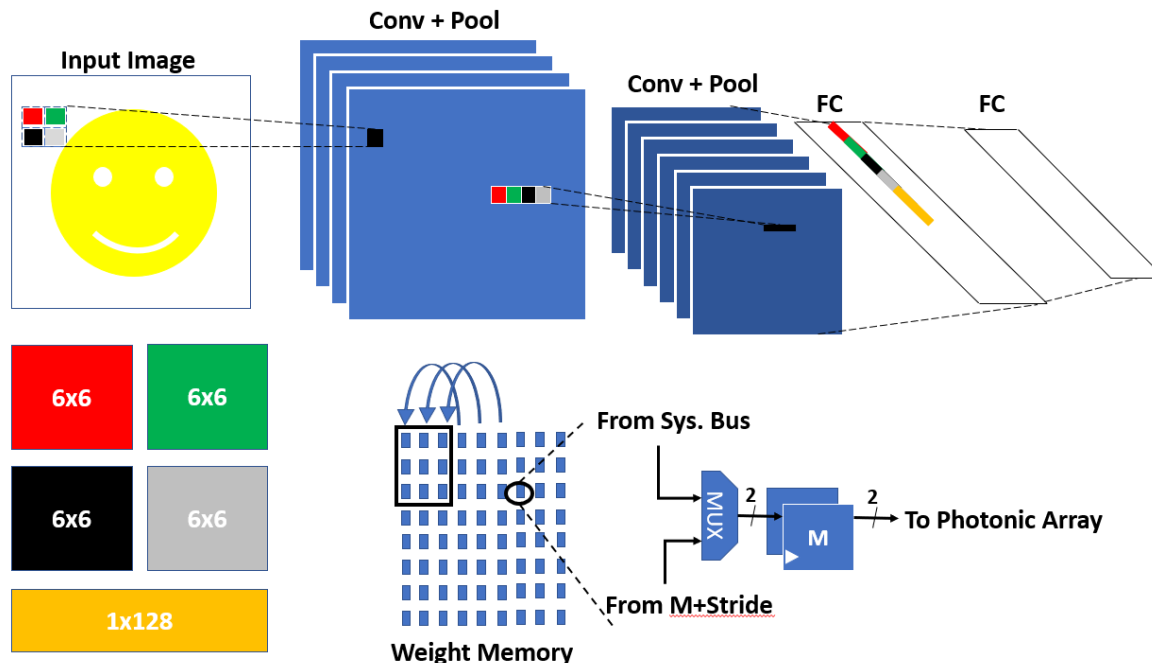 Conv + Pool
Input Image
Conv + Pool
FC
FC
6x6
6x6
6x6
6x6
1x128
From Sys. Bus
MUX
2
M
2
To Photonic Array
From M+Stride
Weight Memory